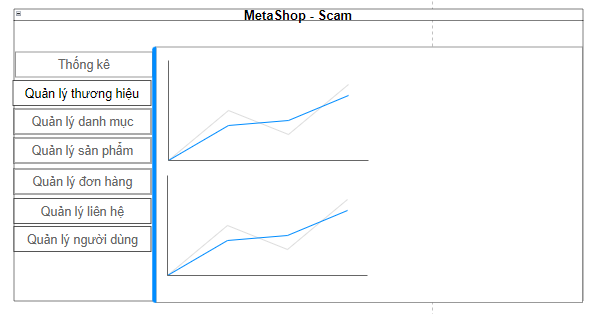 MetaShop - Scam
Thống kê
Quản lý thương hiệu
Quản lý danh mục
Quản lý sản phẩm
Quản lý đơn hàng
Quản lý liên hệ
Quản lý người dùng